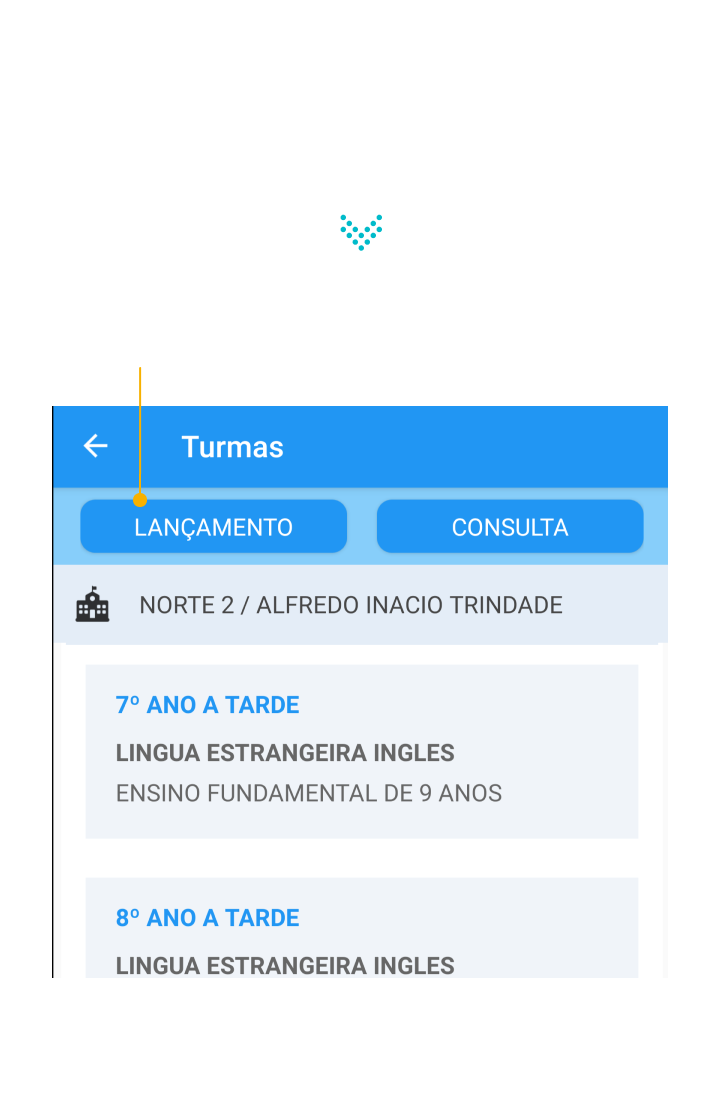 Turmas
LANÇAMENTO
CONSULTA
NORTE 2 / ALFREDO INACIO TRINDADE
7º ANO A TARDE
LINGUA ESTRANGEIRA INGLES
ENSINO FUNDAMENTAL DE 9 ANOS
8º ANO A TARDE
LINGUA ESTRANGEIRA INGLES